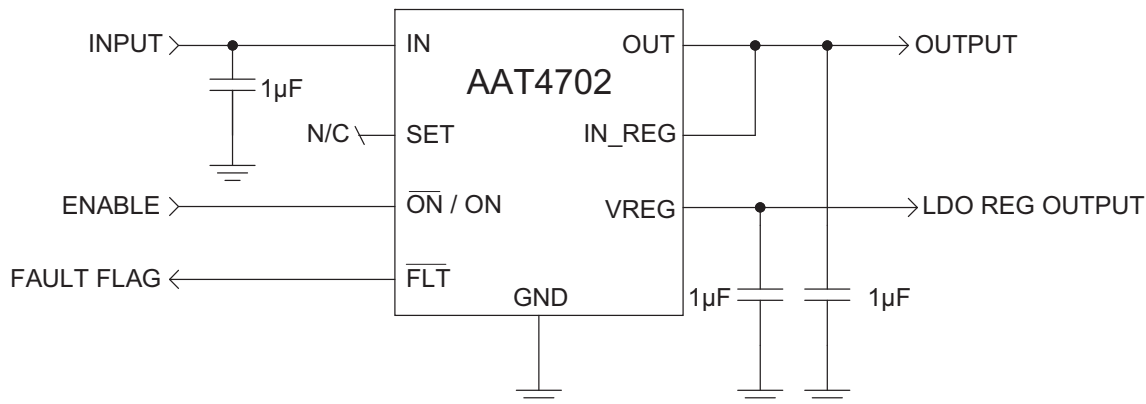 INPUT
IN
OUT
OUTPUT
1µF
AAT4702
N/C
SET
IN_REG
ENABLE
ON / ON
VREG
LDO REG OUTPUT
FAULT FLAG
FLT
GND
1µF
1µF